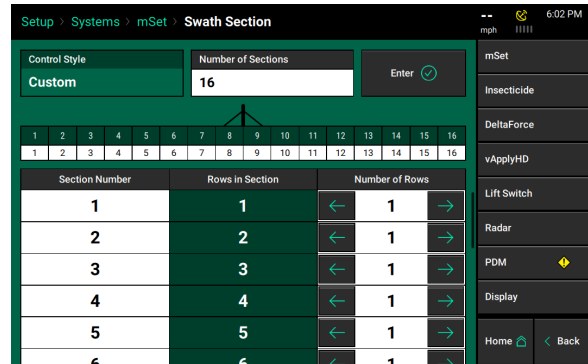 Setup > Systems > mSet > Swath Section
-- mph
6:02 PM
Control Style
Custom
Number of Sections
16
Enter
1 2 3 4 5 6 7 8 9 10 11 12 13 14 15 16
1 2 3 4 5 6 7 8 9 10 11 12 13 14 15 16
Section Number Rows in Section Number of Rows
1 1 ← 1 →
2 2 ← 1 →
3 3 ← 1 →
4 4 ← 1 →
5 5 ← 1 →
6 6 1
mSet
Insecticide
DeltaForce
vApplyHD
Lift Switch
Radar
PDM
Display
Home < Back